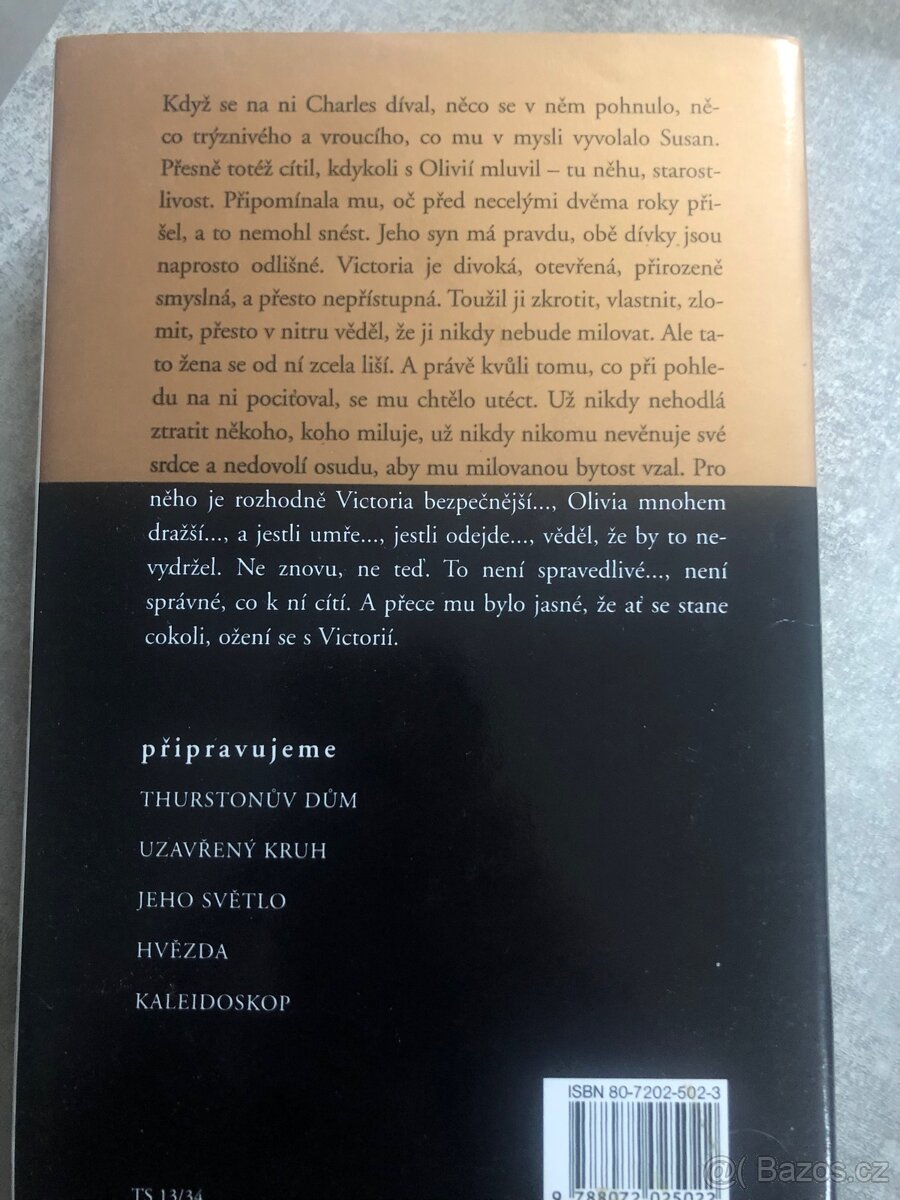 Když se na ni Charles díval, něco se v něm pohnulo, ně-
co trýznivého a vroucího, co mu v mysli vyvolalo Susan.
Přesně totéž cítil, kdykoli s Olivií mluvil – tu něhu, starost-
livost. Připomínala mu, oč před necelými dvěma roky při-
šel, a to nemohl snést. Jeho syn má pravdu, obě dívky jsou
naprosto odlišné. Victoria je divoká, otevřená, přirozeně
smyslná, a přesto nepřístupná. Toužil ji zkrotit, vlastnit, zlo-
mit, přesto v nitru věděl, že ji nikdy nebude milovat. Ale ta-
to žena se od ní zcela liší. A právě kvůli tomu, co při pohle-
du na ni pociťoval, se mu chtělo utéct. Už nikdy nehodlá
ztratit někoho, koho miluje, už nikdy nikomu nevěnuje své
srdce a nedovolí osudu, aby mu milovanou bytost vzal. Pro
něho je rozhodně Victoria bezpečnější..., Olivia mnohem
dražší..., a jestli umře..., jestli odejde..., věděl, že by to ne-
vydržel. Ne znovu, ne teď. To není spravedlivé..., není
správné, co k ní cítí. A přece mu bylo jasné, že ať se stane
cokoli, ožení se s Victorií.
připravujeme
THURSTONŮV DŮM
UZAVŘENÝ KRUH
JEHO SVĚTLO
HVĚZDA
KALEIDOSKOP
ISBN 80-7202-502-3
9 788072 025022
TS 13/34
Bazos.cz